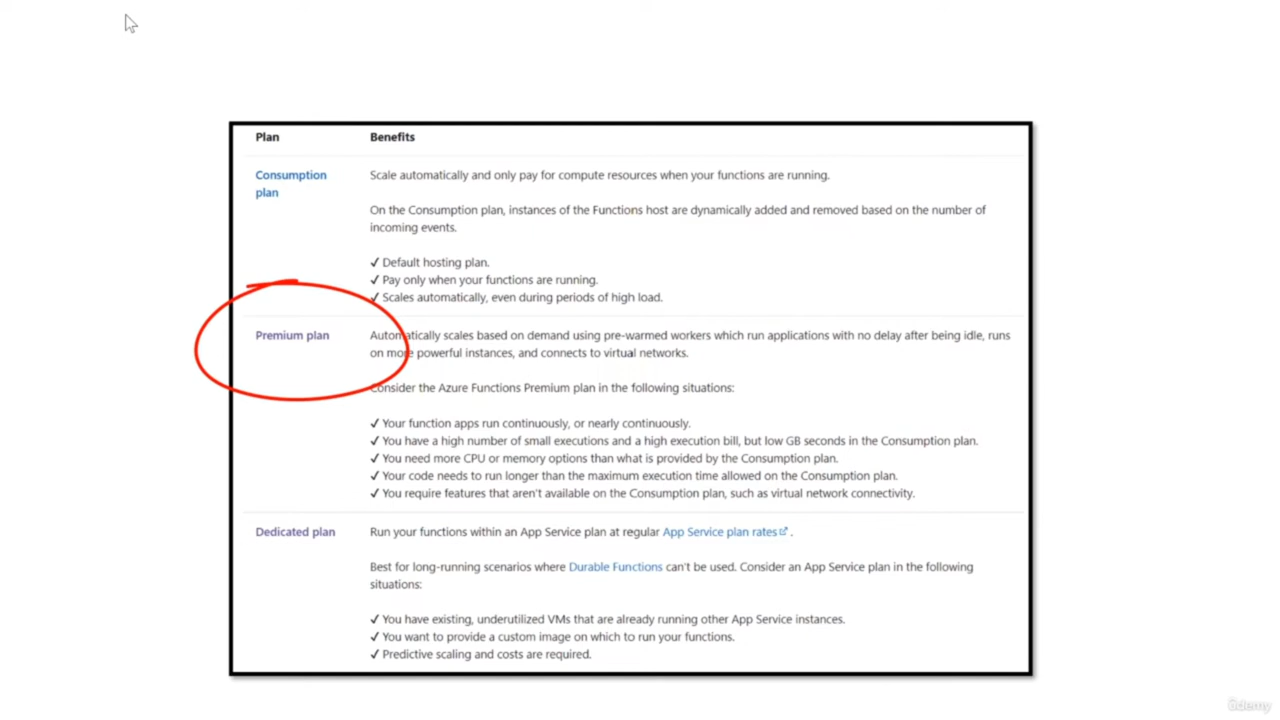 Plan Benefits
Consumption plan
Scale automatically and only pay for compute resources when your functions are running.
On the Consumption plan, instances of the Functions host are dynamically added and removed based on the number of
incoming events.
✓ Default hosting plan.
✓ Pay only when your functions are running.
✓ Scales automatically, even during periods of high load.
Premium plan
Automatically scales based on demand using pre-warmed workers which run applications with no delay after being idle, runs
on more powerful instances, and connects to virtual networks.
Consider the Azure Functions Premium plan in the following situations:
✓ Your function apps run continuously, or nearly continuously.
✓ You have a high number of small executions and a high execution bill, but low GB seconds in the Consumption plan.
✓ You need more CPU or memory options than what is provided by the Consumption plan.
✓ Your code needs to run longer than the maximum execution time allowed on the Consumption plan.
✓ You require features that aren't available on the Consumption plan, such as virtual network connectivity.
Dedicated plan
Run your functions within an App Service plan at regular App Service plan rates .
Best for long-running scenarios where Durable Functions can't be used. Consider an App Service plan in the following
situations:
✓ You have existing, underutilized VMs that are already running other App Service instances.
✓ You want to provide a custom image on which to run your functions.
✓ Predictive scaling and costs are required.
ûdemy